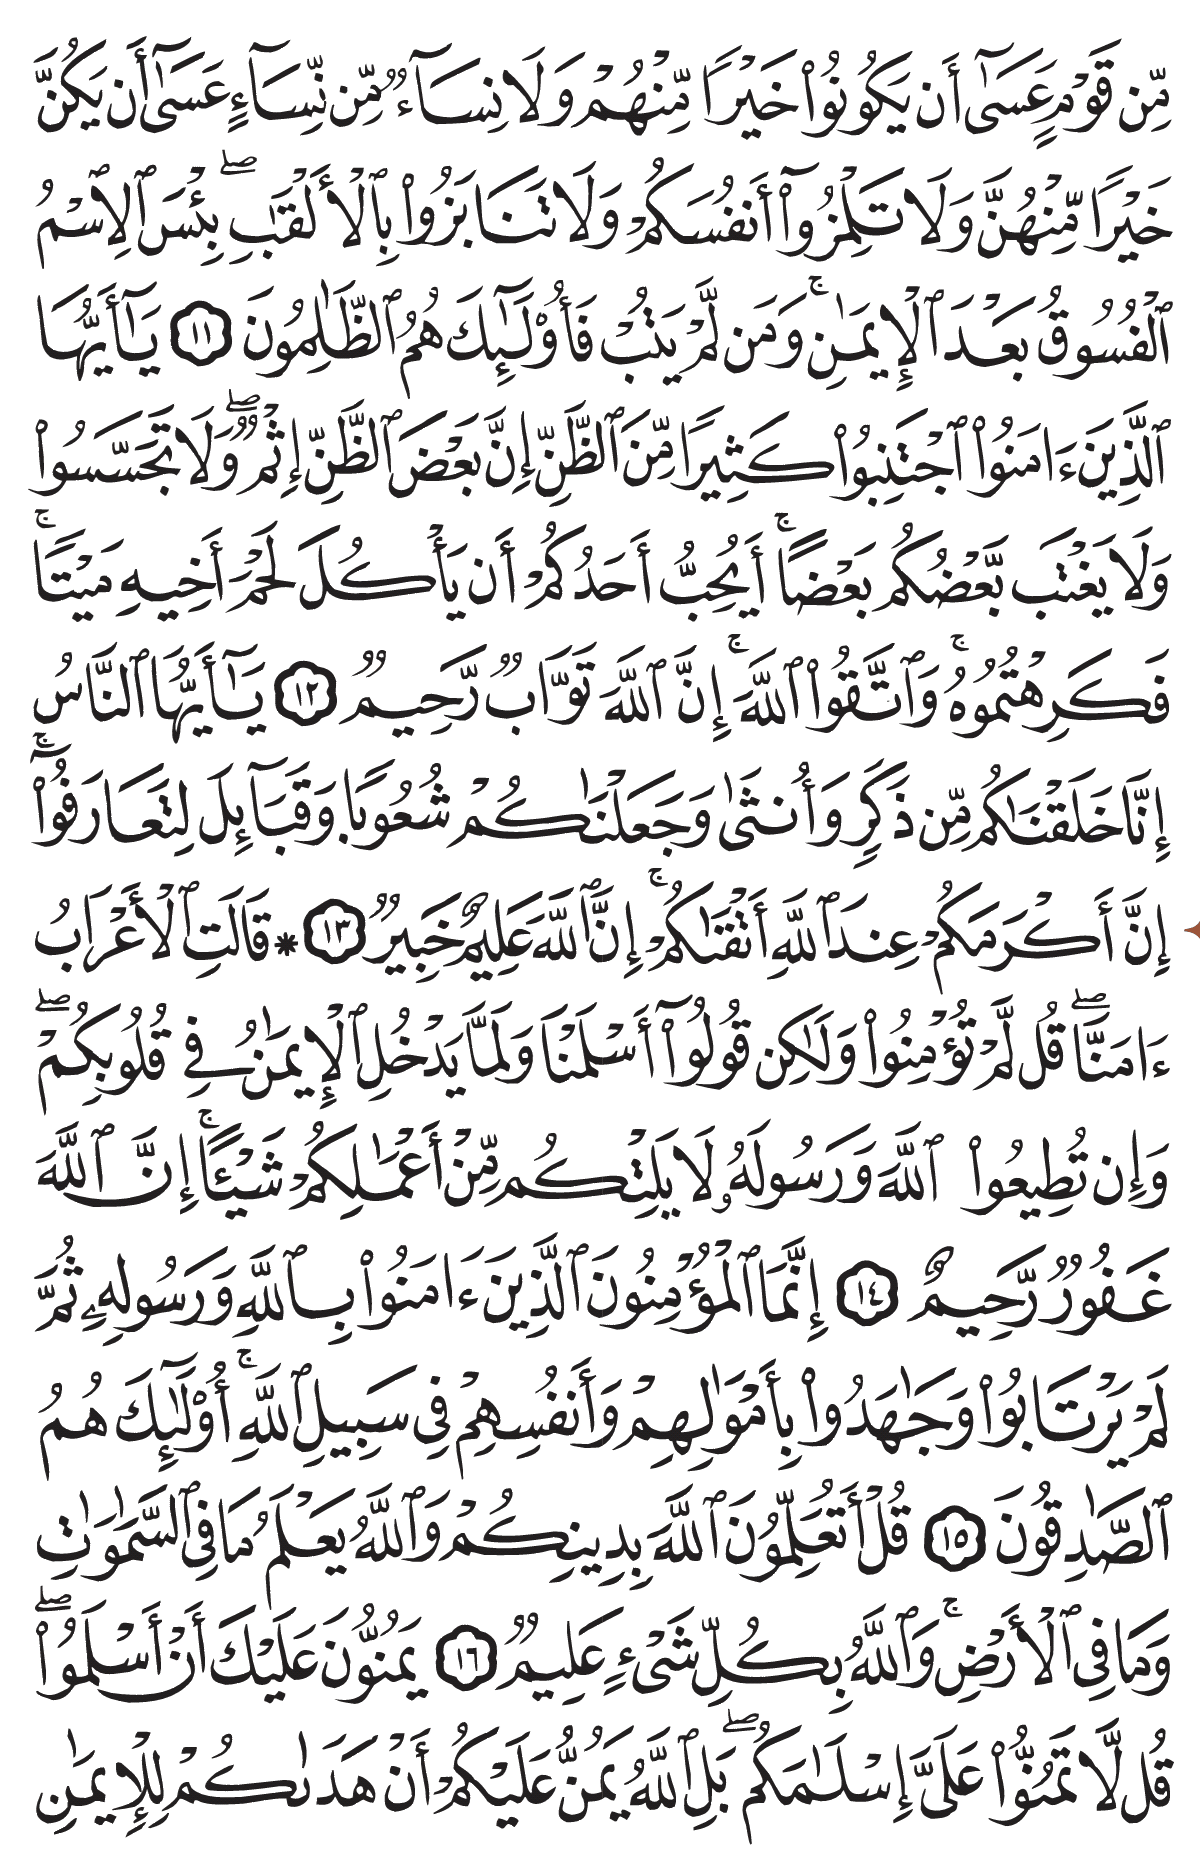 مِّن قَوْمٍ عَسَىٰٓ أَن يَكُونُوا۟ خَيْرًا مِّنْهُمْ وَلَا نِسَآءٌ مِّن نِّسَآءٍ عَسَىٰٓ أَن يَكُنَّ
خَيْرًا مِّنْهُنَّ وَلَا تَلْمِزُوٓا۟ أَنفُسَكُمْ وَلَا تَنَابَزُوا۟ بِٱلْأَلْقَٰبِ ۖ بِئْسَ ٱلِٱسْمُ
ٱلْفُسُوقُ بَعْدَ ٱلْإِيمَٰنِ ۚ وَمَن لَّمْ يَتُبْ فَأُو۟لَٰٓئِكَ هُمُ ٱلظَّٰلِمُونَ ١١ يَٰٓأَيُّهَا
ٱلَّذِينَ ءَامَنُوا۟ ٱجْتَنِبُوا۟ كَثِيرًا مِّنَ ٱلظَّنِّ إِنَّ بَعْضَ ٱلظَّنِّ إِثْمٌ ۖ وَلَا تَجَسَّسُوا۟
وَلَا يَغْتَب بَّعْضُكُم بَعْضًا ۚ أَيُحِبُّ أَحَدُكُمْ أَن يَأْكُلَ لَحْمَ أَخِيهِ مَيْتًا
فَكَرِهْتُمُوهُ ۚ وَٱتَّقُوا۟ ٱللَّهَ ۚ إِنَّ ٱللَّهَ تَوَّابٌ رَّحِيمٌ ١٢ يَٰٓأَيُّهَا ٱلنَّاسُ
إِنَّا خَلَقْنَٰكُم مِّن ذَكَرٍ وَأُنثَىٰ وَجَعَلْنَٰكُمْ شُعُوبًا وَقَبَآئِلَ لِتَعَارَفُوٓا۟ ۚ
إِنَّ أَكْرَمَكُمْ عِندَ ٱللَّهِ أَتْقَىٰكُمْ ۚ إِنَّ ٱللَّهَ عَلِيمٌ خَبِيرٌ ١٣ * قَالَتِ ٱلْأَعْرَابُ
ءَامَنَّا ۖ قُل لَّمْ تُؤْمِنُوا۟ وَلَٰكِن قُولُوٓا۟ أَسْلَمْنَا وَلَمَّا يَدْخُلِ ٱلْإِيمَٰنُ فِى قُلُوبِكُمْ ۖ
وَإِن تُطِيعُوا۟ ٱللَّهَ وَرَسُولَهُۥ لَا يَلِتْكُم مِّنْ أَعْمَٰلِكُمْ شَيْـًٔا ۚ إِنَّ ٱللَّهَ
غَفُورٌ رَّحِيمٌ ١٤ إِنَّمَا ٱلْمُؤْمِنُونَ ٱلَّذِينَ ءَامَنُوا۟ بِٱللَّهِ وَرَسُولِهِۦ ثُمَّ
لَمْ يَرْتَابُوا۟ وَجَٰهَدُوا۟ بِأَمْوَٰلِهِمْ وَأَنفُسِهِمْ فِى سَبِيلِ ٱللَّهِ ۚ أُو۟لَٰٓئِكَ هُمُ
ٱلصَّٰدِقُونَ ١٥ قُلْ أَتُعَلِّمُونَ ٱللَّهَ بِدِينِكُمْ وَٱللَّهُ يَعْلَمُ مَا فِى ٱلسَّمَٰوَٰتِ
وَمَا فِى ٱلْأَرْضِ ۚ وَٱللَّهُ بِكُلِّ شَىْءٍ عَلِيمٌ ١٦ يَمُنُّونَ عَلَيْكَ أَنْ أَسْلَمُوا۟ ۖ
قُل لَّا تَمُنُّوا۟ عَلَىَّ إِسْلَٰمَكُم ۖ بَلِ ٱللَّهُ يَمُنُّ عَلَيْكُمْ أَنْ هَدَىٰكُمْ لِلْإِيمَٰنِ